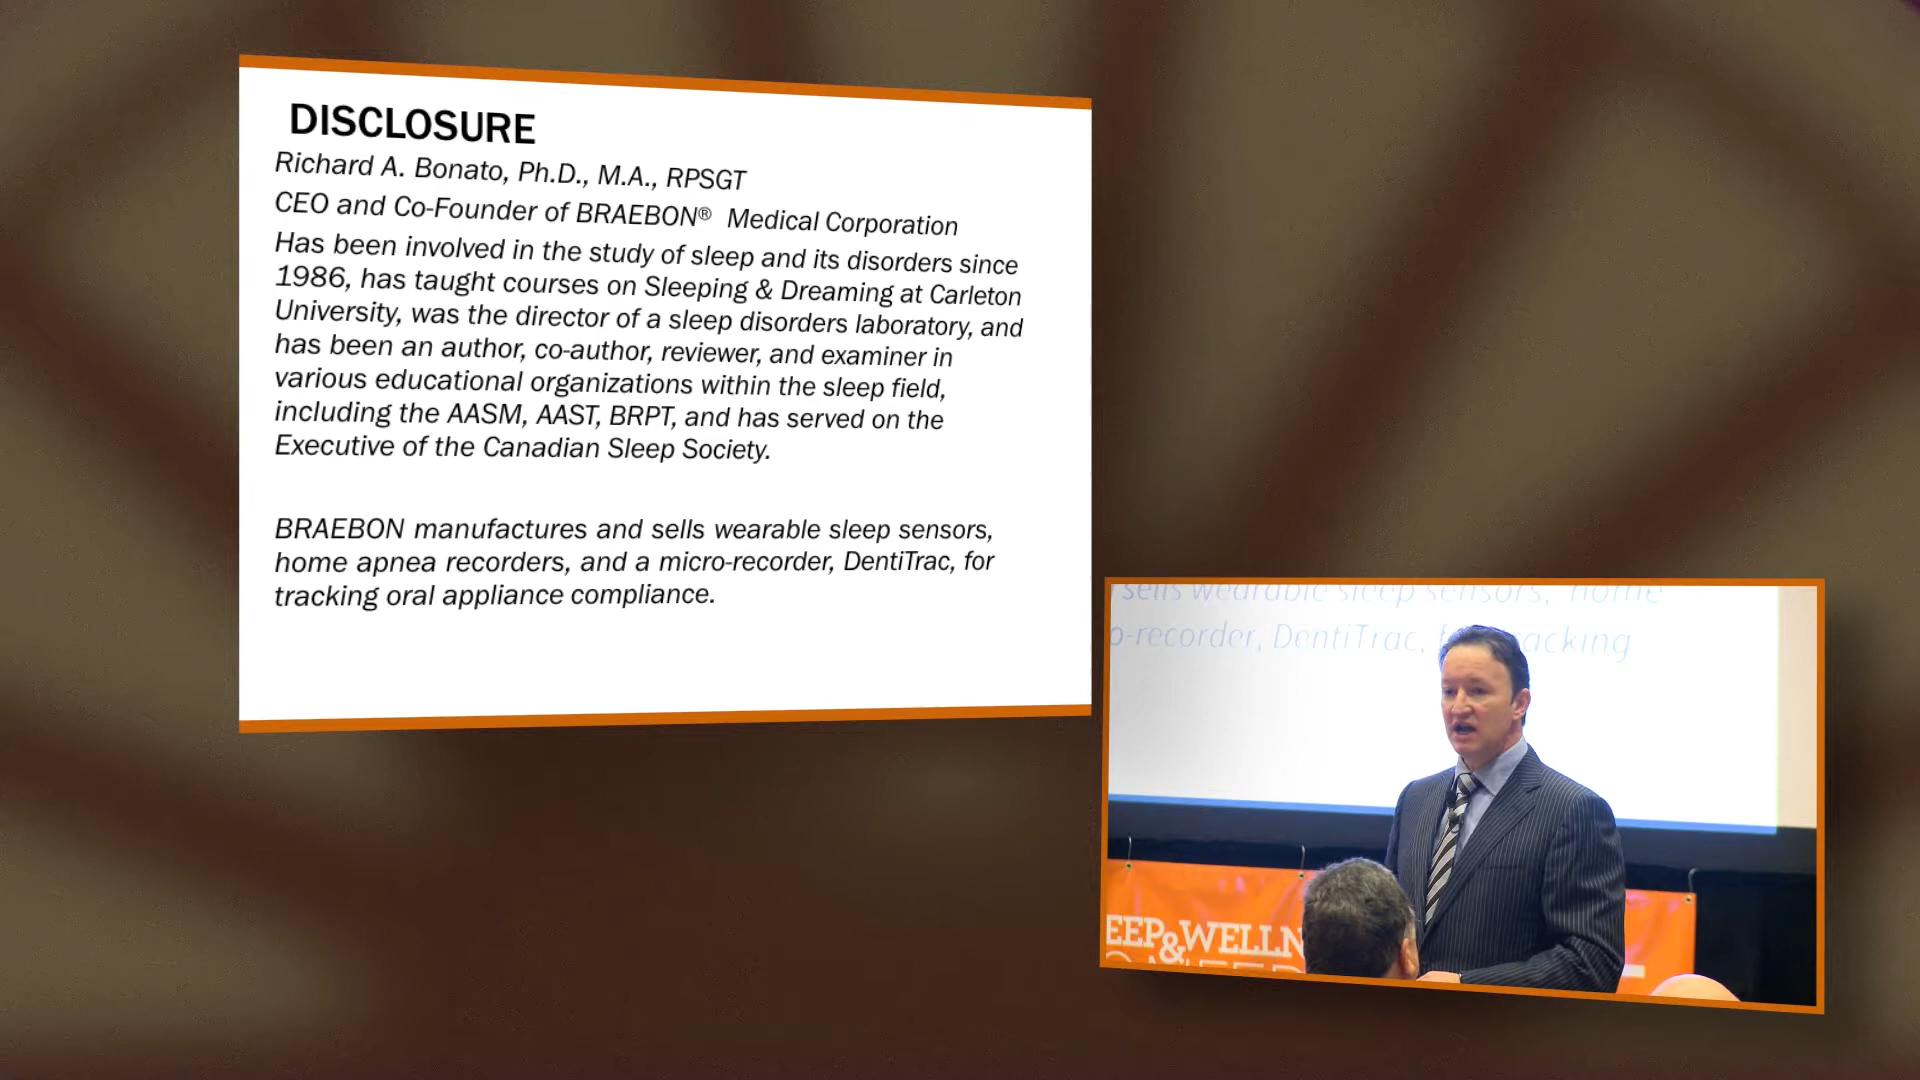 DISCLOSURE
Richard A. Bonato, Ph.D., M.A., RPSGT
CEO and Co-Founder of BRAEBON® Medical Corporation
Has been involved in the study of sleep and its disorders since
1986, has taught courses on Sleeping & Dreaming at Carleton
University, was the director of a sleep disorders laboratory, and
has been an author, co-author, reviewer, and examiner in
various educational organizations within the sleep field,
including the AASM, AAST, BRPT, and has served on the
Executive of the Canadian Sleep Society.
BRAEBON manufactures and sells wearable sleep sensors,
home apnea recorders, and a micro-recorder, DentiTrac, for
tracking oral appliance compliance.
sells wearable sleep sensors, home
o-recorder, DentiTrac, tracking
EEP&WELLN